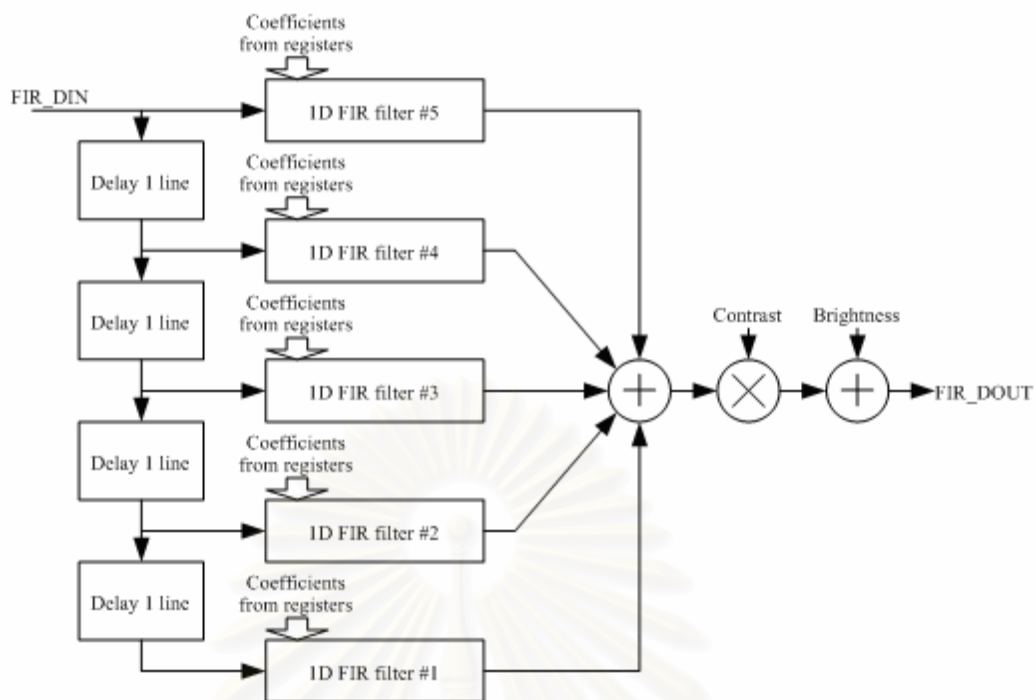 Coefficients
from registers
FIR_DIN
1D FIR filter #5
Delay 1 line
Coefficients
from registers
1D FIR filter #4
Delay 1 line
Coefficients
from registers
Contrast
Brightness
1D FIR filter #3
FIR_DOUT
Delay 1 line
Coefficients
from registers
1D FIR filter #2
Delay 1 line
Coefficients
from registers
1D FIR filter #1